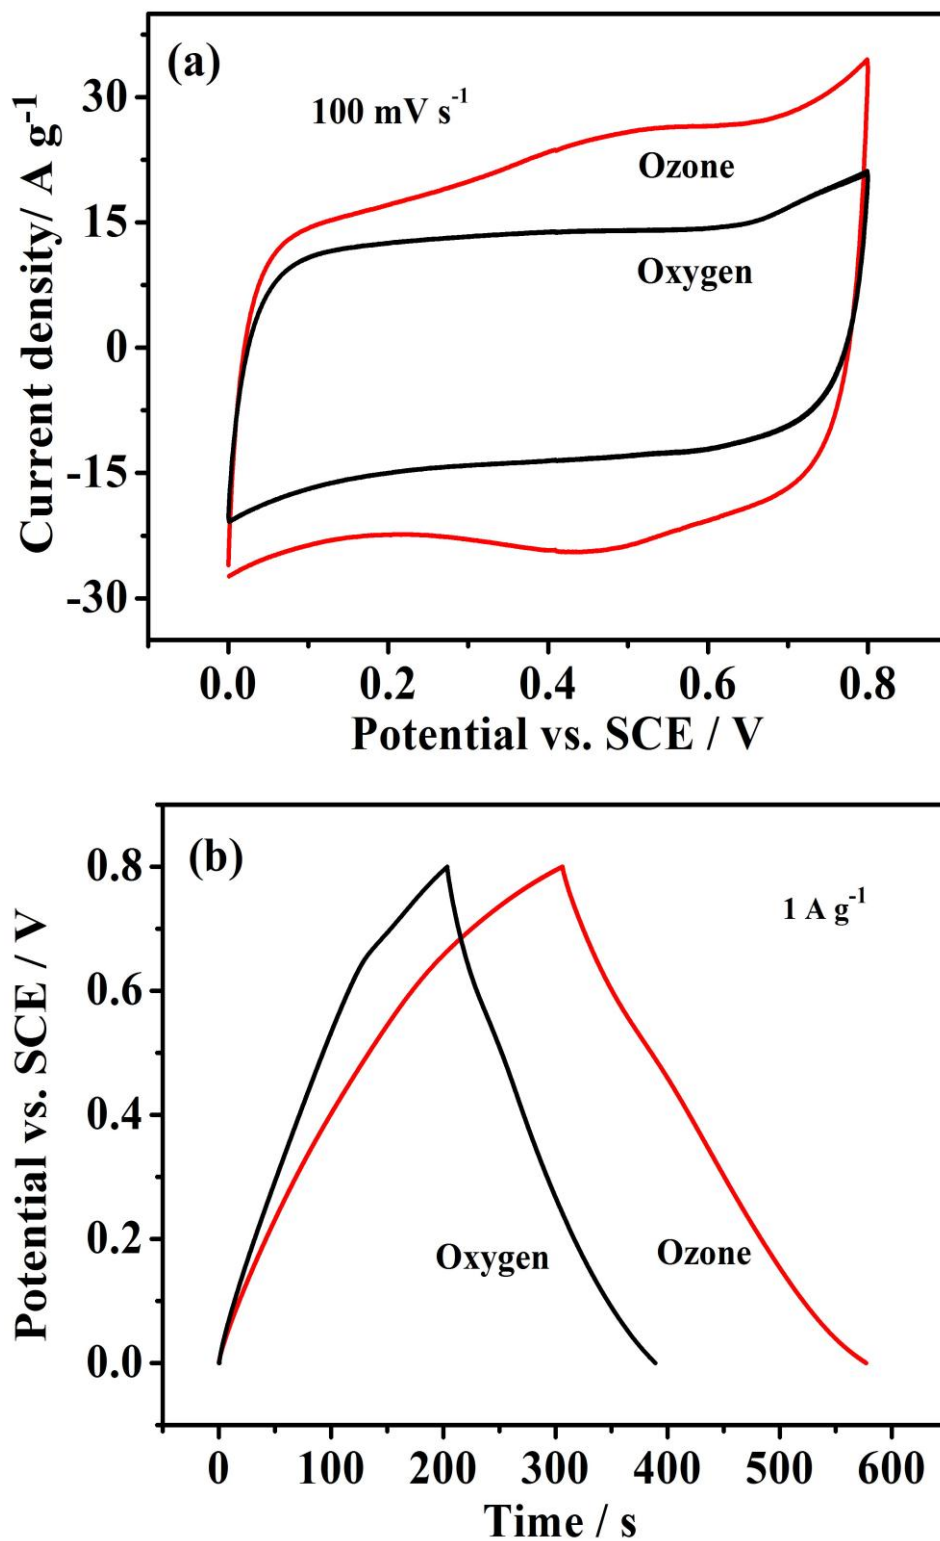 (a)
100 mV s⁻¹
Ozone
Oxygen
Current density/ A g⁻¹
30
15
0
-15
-30
0.0 0.2 0.4 0.6 0.8
Potential vs. SCE / V
(b)
1 A g⁻¹
Oxygen Ozone
Potential vs. SCE / V
0.8
0.6
0.4
0.2
0.0
0 100 200 300 400 500 600
Time / s